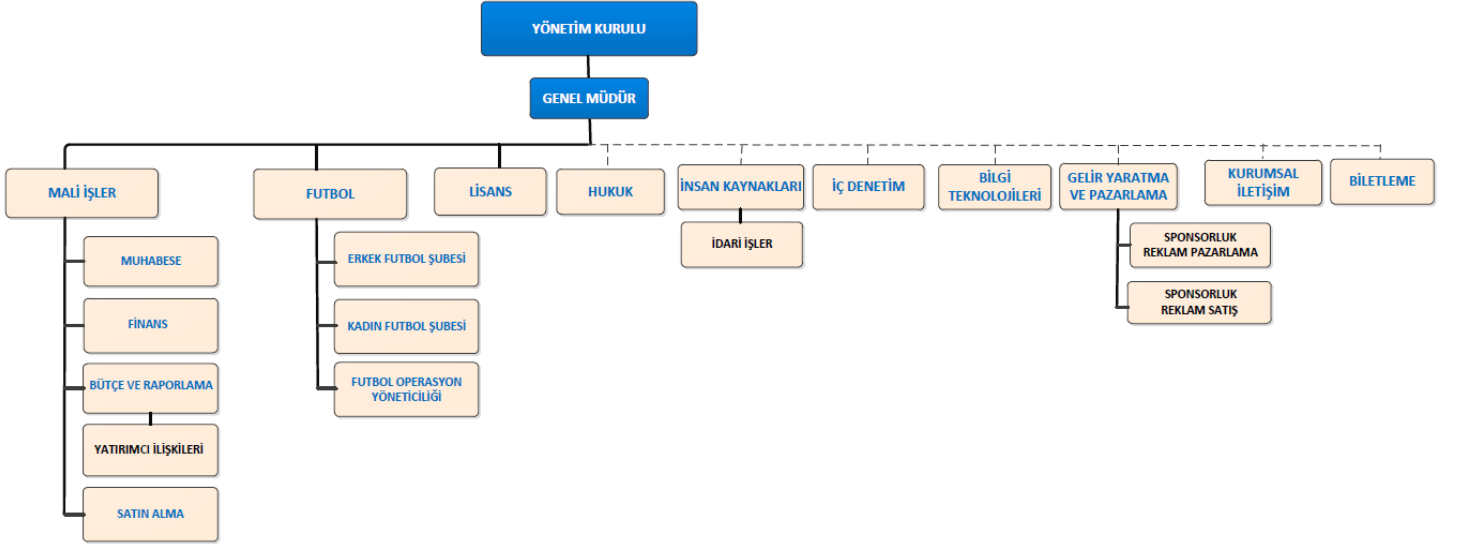 YÖNETİM KURULU
GENEL MÜDÜR
MALİ İŞLER
FUTBOL
LİSANS
HUKUK
İNSAN KAYNAKLARI
İÇ DENETİM
BİLGİ
TEKNOLOJİLERİ
GELİR YARATMA
VE PAZARLAMA
KURUMSAL
İLETİŞİM
BİLETLEME
MUHABESE
FİNANS
BÜTÇE VE RAPORLAMA
YATIRIMCI İLİŞKİLERİ
SATIN ALMA
ERKEK FUTBOL ŞUBESİ
KADIN FUTBOL ŞUBESİ
FUTBOL OPERASYON
YÖNETİCİLİĞİ
İDARİ İŞLER
SPONSORLUK
REKLAM PAZARLAMA
SPONSORLUK
REKLAM SATIŞ